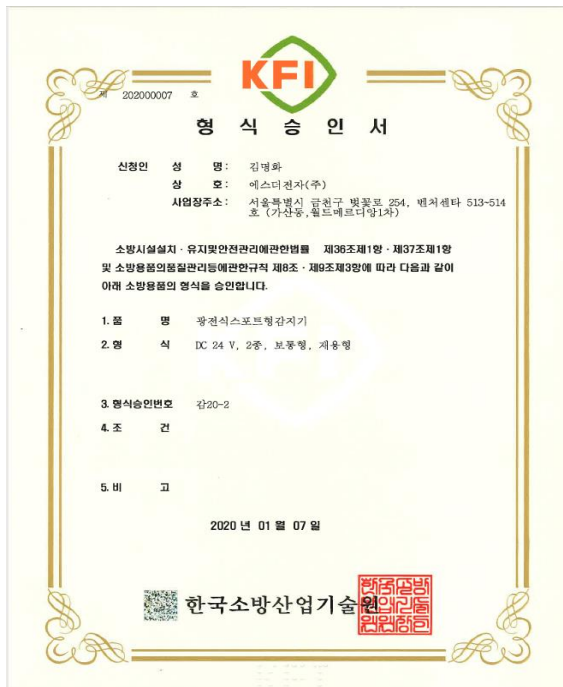 KFI
제 202000007 호
형 식 승 인 서
신청인 성 명: 김명화
상 호: 에스더전자(주)
사업장주소: 서울특별시 금천구 벚꽃로 254, 벤처센타 513~514
호 (가산동,월드메르디앙1차)
소방시설설치ㆍ유지및안전관리에관한법률 제36조제1항ㆍ제37조제1항
및 소방용품의품질관리등에관한규칙 제8조ㆍ제9조제3항에 따라 다음과 같이
아래 소방용품의 형식을 승인합니다.
1. 품 명 광전식스포트형감지기
2. 형 식 DC 24 V, 2종, 보통형, 재용형
3. 형식승인번호 감20-2
4. 조 건
5. 비 고
2020 년 01 월 07 일
한국소방산업기술원